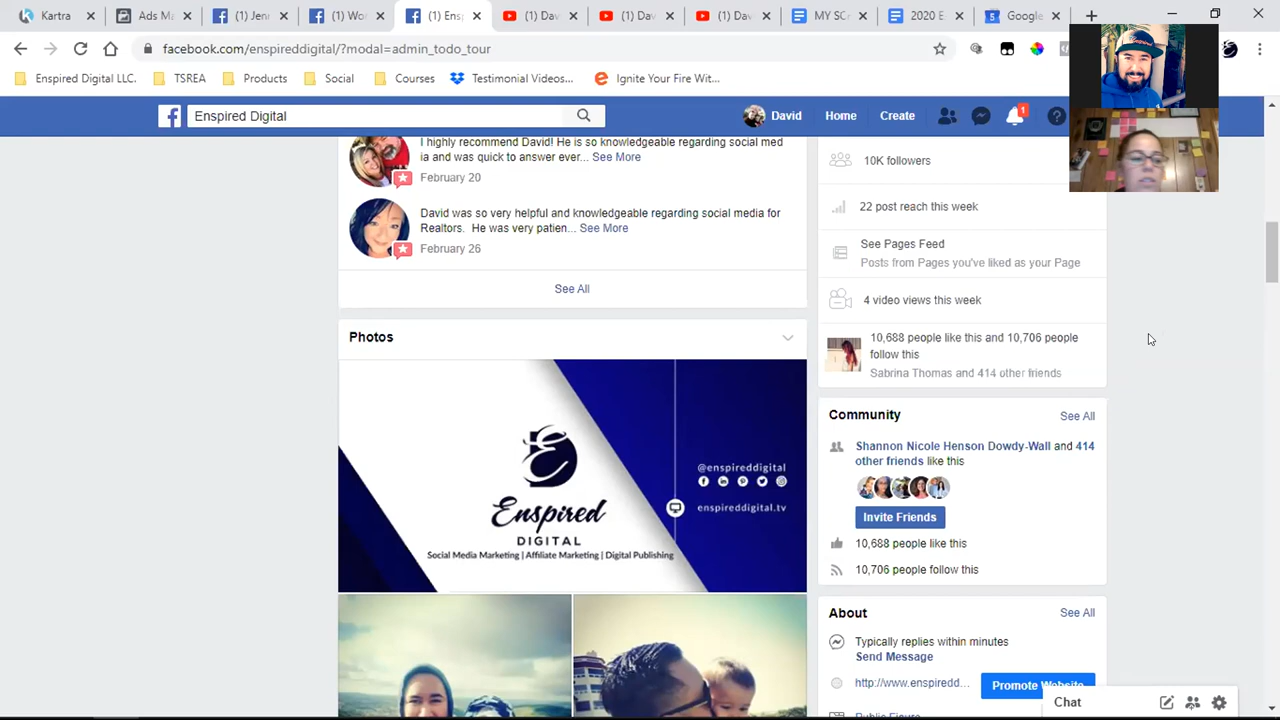 Kartra
Ads Ma
(1) Jenn
(1) Wor
(1) Ens
(1) Dav
(1) Dav
(1) Dav
MY SCr
2020 E
Google
facebook.com/enspireddigital/?modal=admin_todo_tour
Enspired Digital LLC.
TSREA
Products
Social
Courses
Testimonial Videos...
Ignite Your Fire Wit...
Enspired Digital
David
Home
Create
1
I highly recommend David! He is so knowledgeable regarding social med
ia and was quick to answer ever... See More
February 20
David was so very helpful and knowledgeable regarding social media for
Realtors. He was very patien... See More
February 26
See All
Photos
@enspireddigital
enspireddigital.tv
Enspired
DIGITAL
Social Media Marketing | Affiliate Marketing | Digital Publishing
10K followers
22 post reach this week
See Pages Feed
Posts from Pages you've liked as your Page
4 video views this week
10,688 people like this and 10,706 people
follow this
Sabrina Thomas and 414 other friends
Community
See All
Shannon Nicole Henson Dowdy-Wall and 414
other friends like this
Invite Friends
10,688 people like this
10,706 people follow this
About
See All
Typically replies within minutes
Send Message
http://www.enspiredd...
Promote Website
Public Figure
Chat